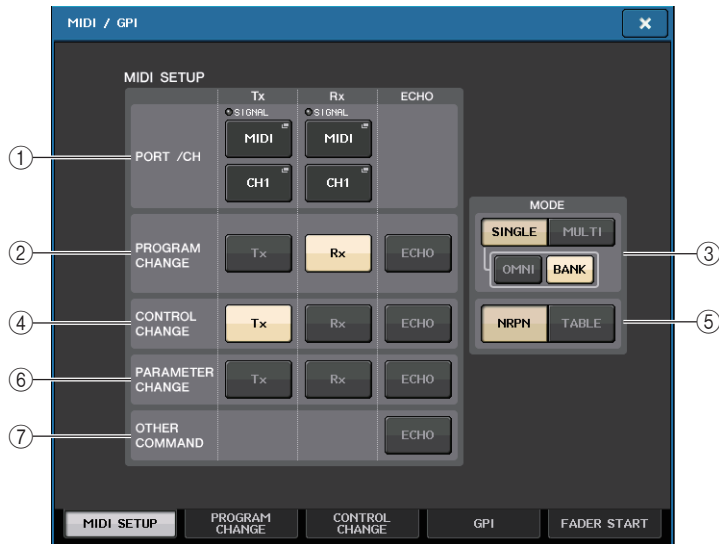 MIDI / GPI
×
MIDI SETUP
Tx Rx ECHO
SIGNAL SIGNAL
① PORT /CH MIDI MIDI
CH1 CH1
MODE
SINGLE MULTI
② PROGRAM CHANGE Tx Rx ECHO
OMNI BANK ③
④ CONTROL CHANGE Tx Rx ECHO
NRPN TABLE ⑤
⑥ PARAMETER CHANGE Tx Rx ECHO
⑦ OTHER COMMAND ECHO
MIDI SETUP PROGRAM CHANGE CONTROL CHANGE GPI FADER START